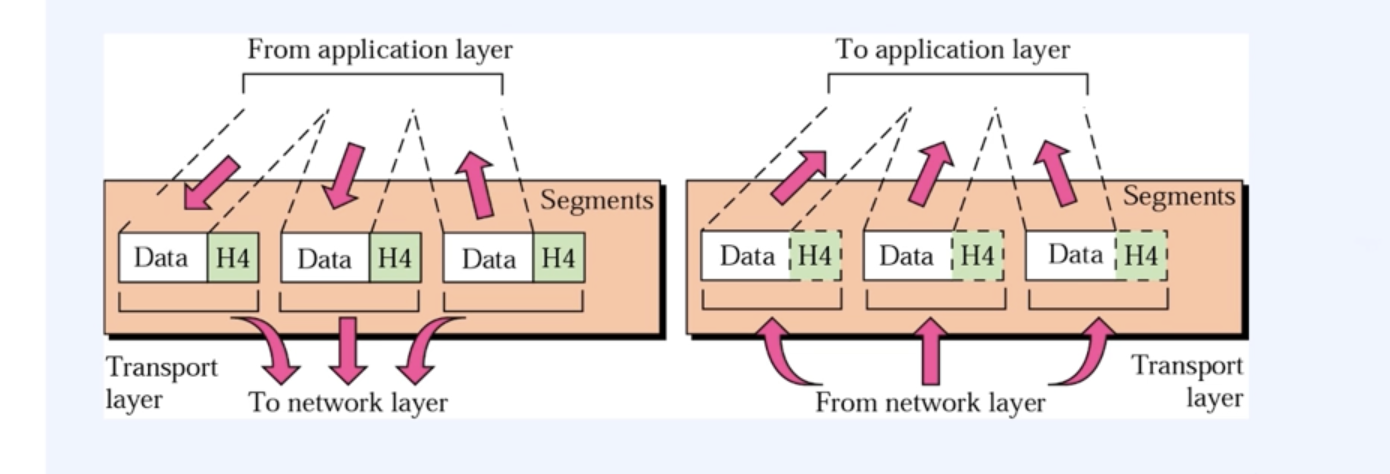 From application layer
Segments
Data H4 Data H4 Data H4
Transport
layer
To network layer
To application layer
Segments
Data H4 Data H4 Data H4
From network layer
Transport
layer